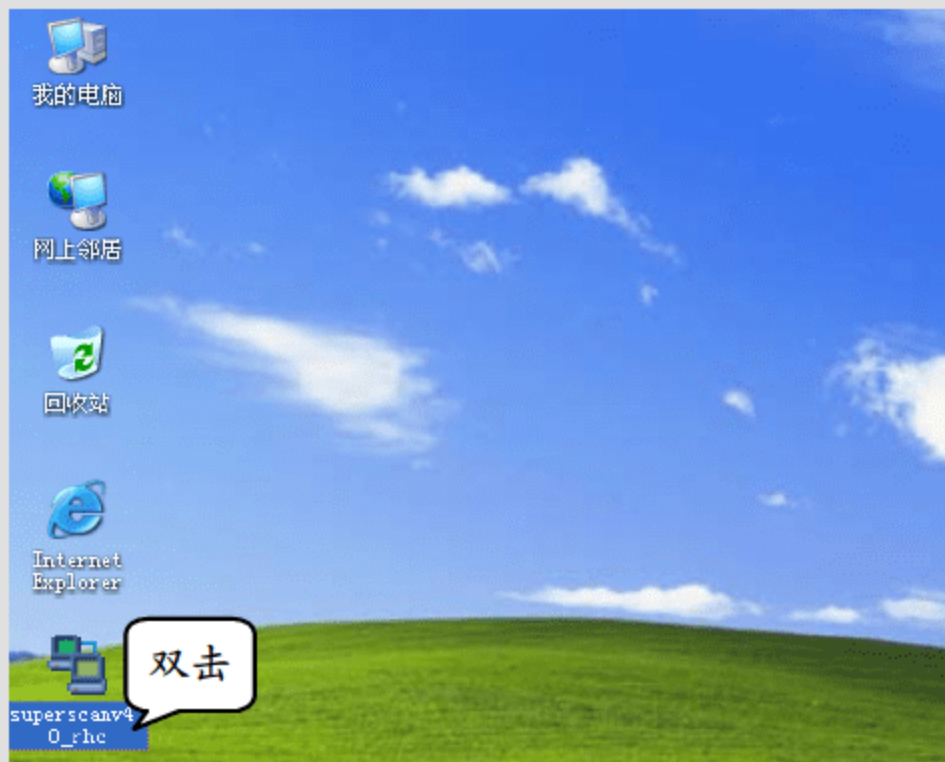 我的电脑
网上邻居
回收站
Internet
Explorer
双击
superscanv4
0_rhc